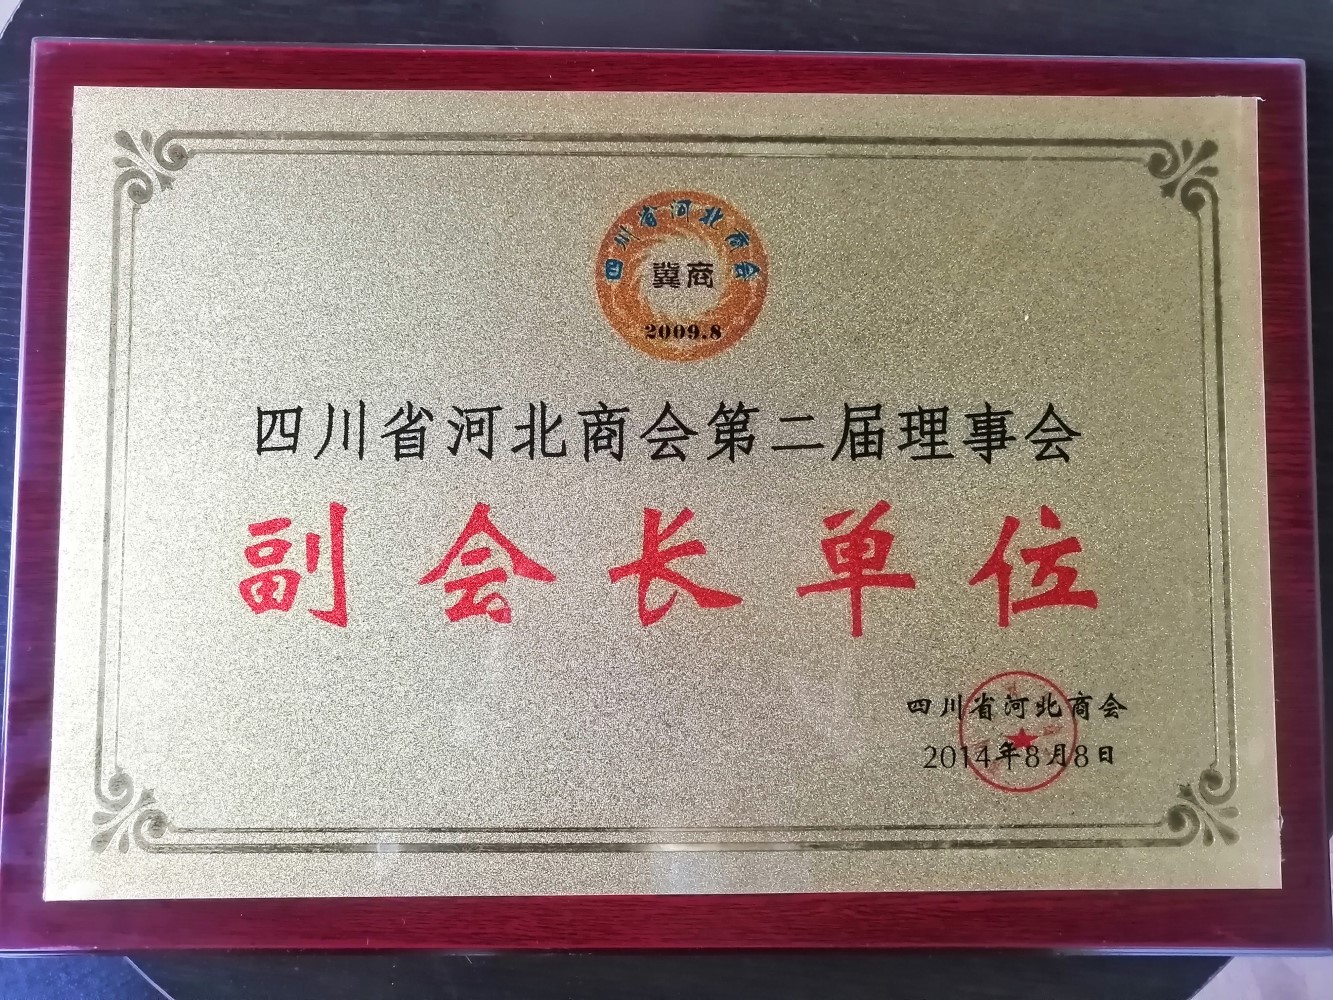 四川省河北商会
冀商
2009.8
四川省河北商会第二届理事会
副会长单位
四川省河北商会
2014年8月8日